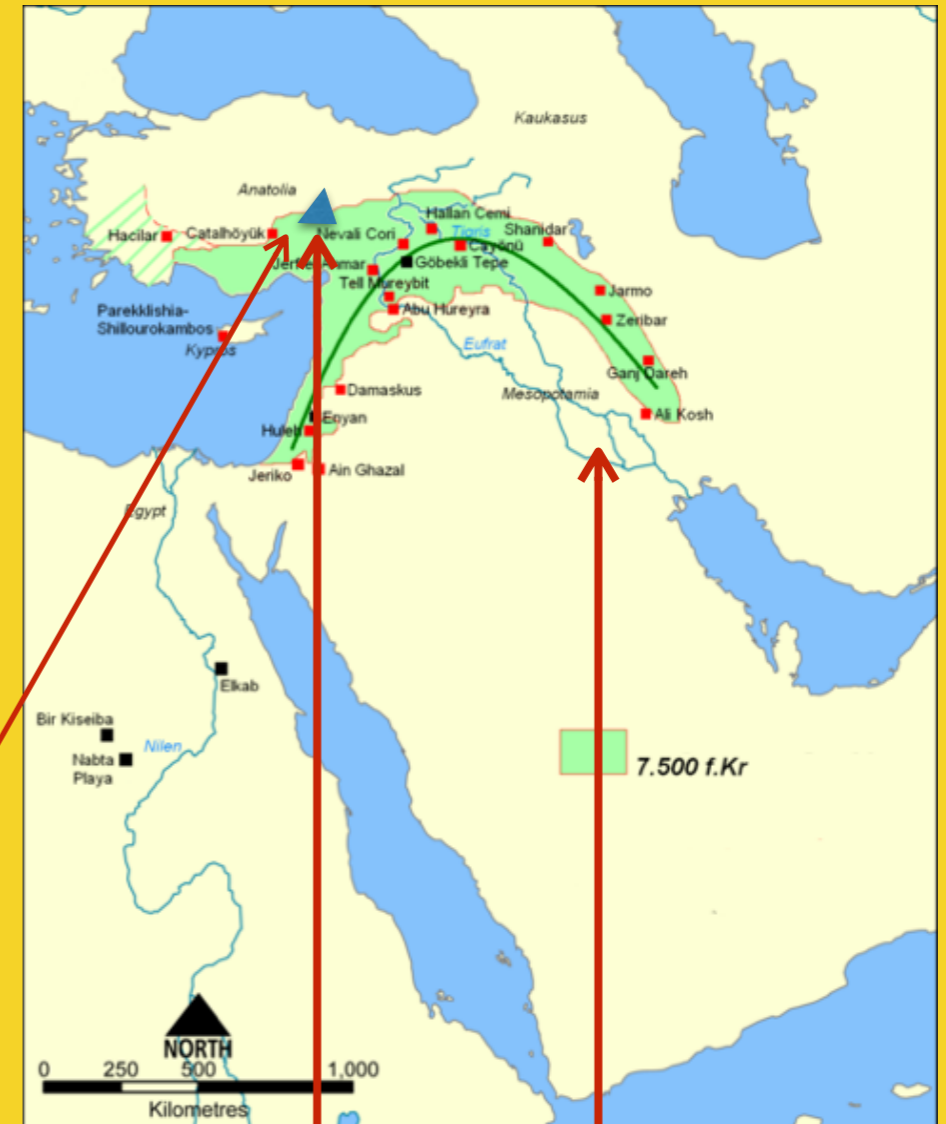 Kaukasus
Anatolia
Hallan Cemi
Hacilar
Catalhöyük
Nevali Cori
Tigris
Shanidar
Cayönü
Göbekli Tepe
Tell Mureybit
Jarmo
Abu Hureyra
Parekklishia-
Shillourokambos
Zeribar
Kypros
Eufrat
Ganj Dareh
Damaskus
Mesopotamia
Enyan
Ali Kosh
Huleh
Jeriko
Ain Ghazal
Egypt
Elkab
Bir Kiseiba
Nilen
Nabta
Playa
7.500 f.Kr
NORTH
0 250 500 1,000
Kilometres